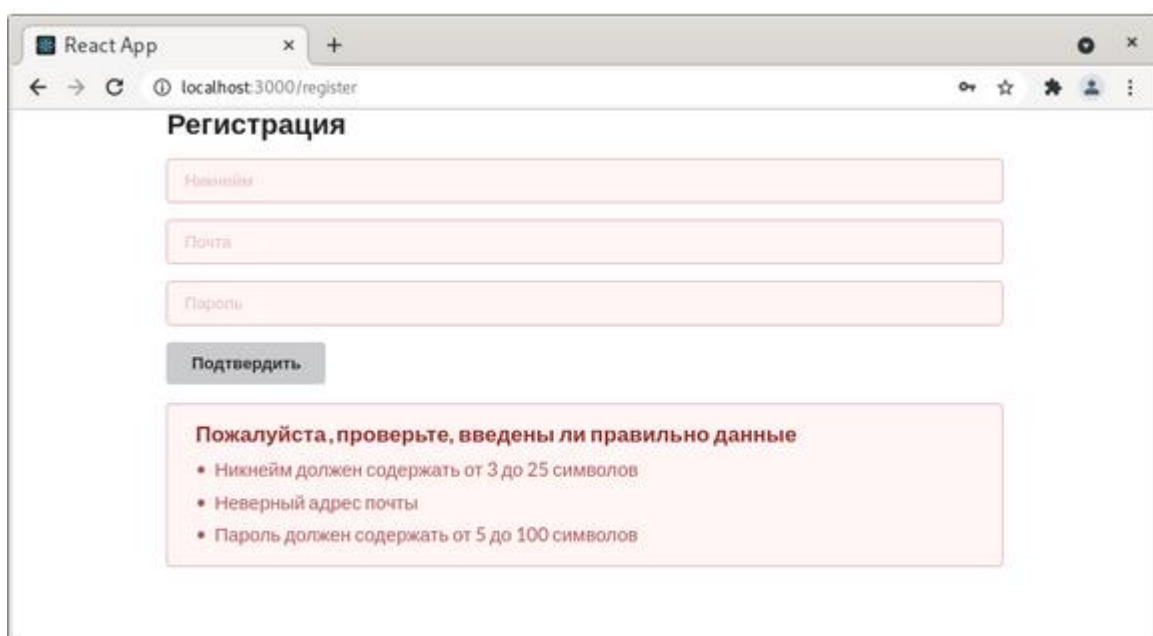 React App
localhost:3000/register
Регистрация
Никнейм
Почта
Пароль
Подтвердить
Пожалуйста, проверьте, введены ли правильно данные
• Никнейм должен содержать от 3 до 25 символов
• Неверный адрес почты
• Пароль должен содержать от 5 до 100 символов